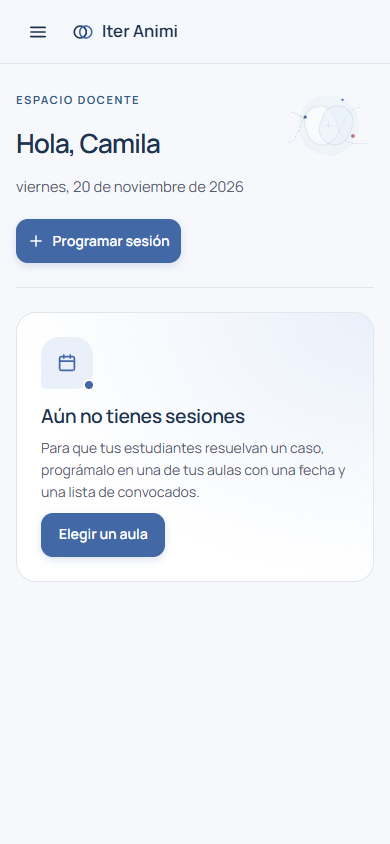 Iter Animi
ESPACIO DOCENTE
Hola, Camila
viernes, 20 de noviembre de 2026
Programar sesión
Aún no tienes sesiones
Para que tus estudiantes resuelvan un caso,
prográmalo en una de tus aulas con una fecha y
una lista de convocados.
Elegir un aula